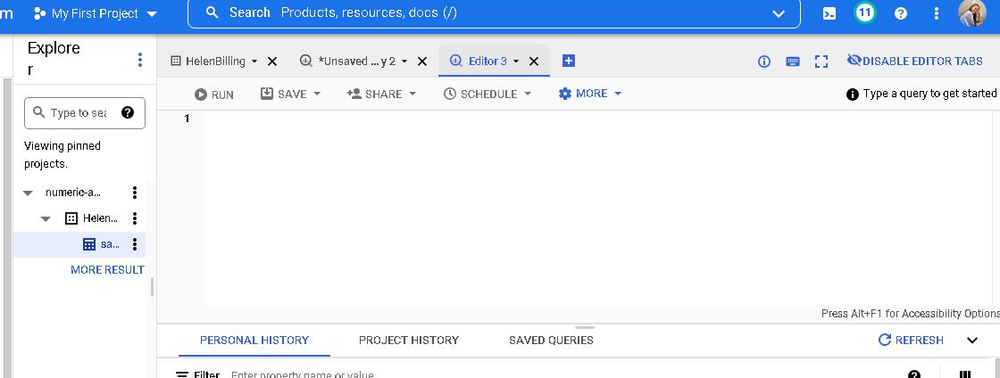 m My First Project Search Products, resources, docs (/) 11
Explore
r
HelenBilling *Unsaved ...y 2 Editor 3 DISABLE EDITOR TABS
RUN SAVE SHARE SCHEDULE MORE Type a query to get started
Type to sea
1
Viewing pinned
projects.
numeric-a...
Helen...
sa...
MORE RESULT
Press Alt+F1 for Accessibility Options
PERSONAL HISTORY PROJECT HISTORY SAVED QUERIES REFRESH
Filter Enter property name or value